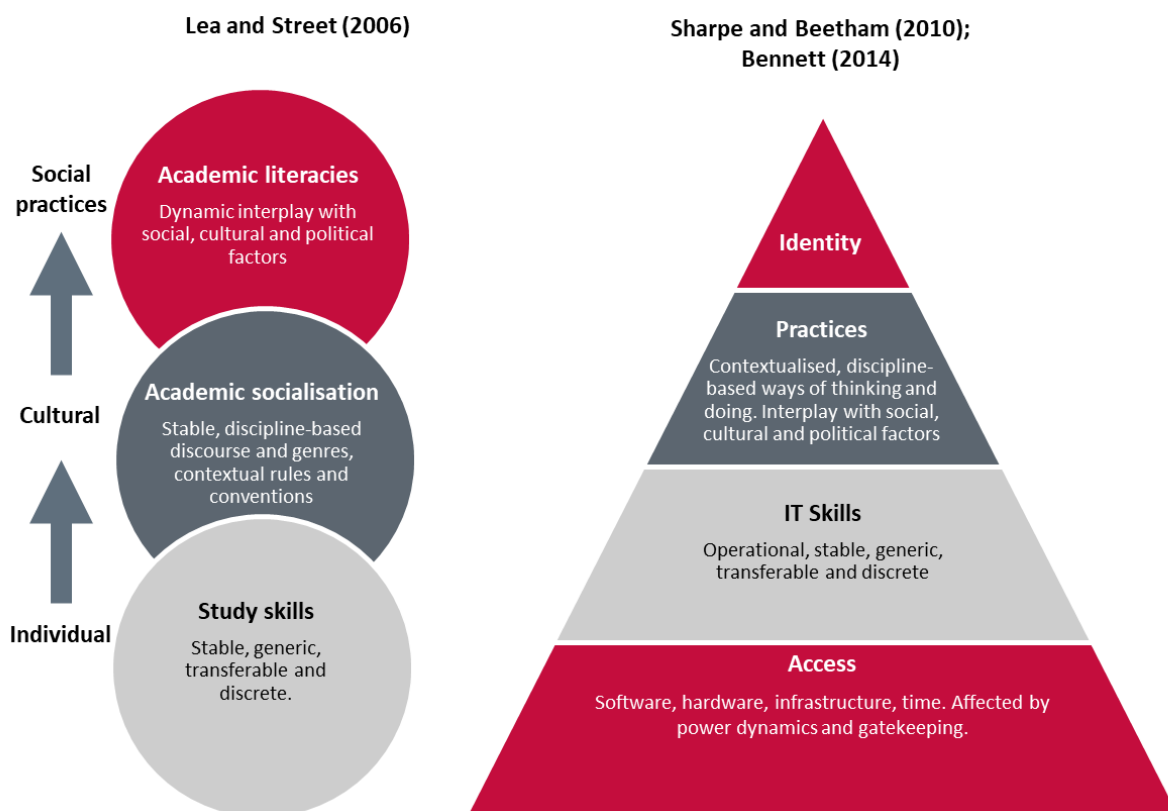 Lea and Street (2006)
Social
practices
Cultural
Individual
Academic literacies
Dynamic interplay with
social, cultural and political
factors
Academic socialisation
Stable, discipline-based
discourse and genres,
contextual rules and
conventions
Study skills
Stable, generic,
transferable and
discrete.
Sharpe and Beetham (2010);
Bennett (2014)
Identity
Practices
Contextualised, discipline-
based ways of thinking and
doing. Interplay with social,
cultural and political factors
IT Skills
Operational, stable, generic,
transferable and discrete
Access
Software, hardware, infrastructure, time. Affected by
power dynamics and gatekeeping.